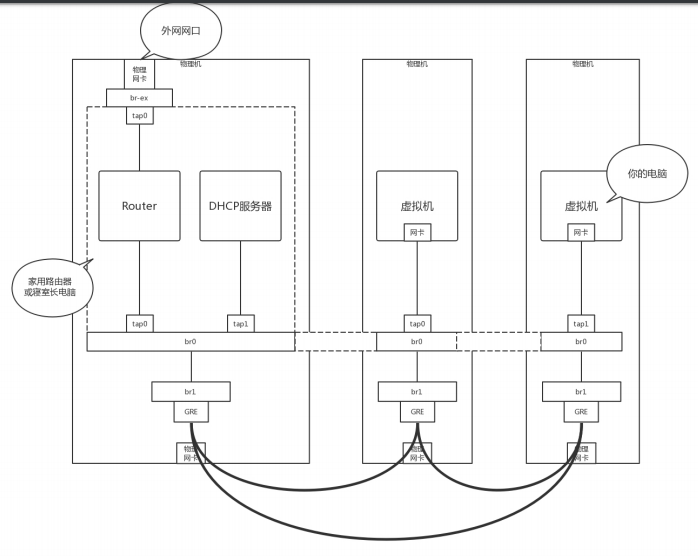 外网网口
物理机
物理机
物理机
物理
网卡
br-ex
tap0
Router
DHCP服务器
虚拟机
网卡
虚拟机
网卡
你的电脑
家用路由器
或寝室长电脑
tap0
tap1
tap0
tap1
br0
br0
br0
br1
br1
br1
GRE
GRE
GRE
物理
网卡
物理
网卡
物理
网卡